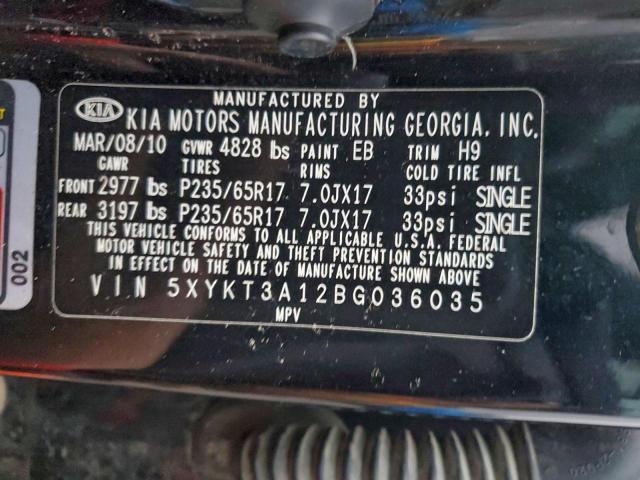 MANUFACTURED BY
KIA KIA MOTORS MANUFACTURING GEORGIA, INC.
MAR/08/10 GVWR 4828 lbs PAINT EB TRIM H9
GAWR TIRES RIMS COLD TIRE INFL
FRONT 2977 lbs P235/65R17 7.0JX17 33psi SINGLE
REAR 3197 lbs P235/65R17 7.0JX17 33psi SINGLE
THIS VEHICLE CONFORMS TO ALL APPLICABLE U.S.A. FEDERAL
MOTOR VEHICLE SAFETY AND THEFT PREVENTION STANDARDS
IN EFFECT ON THE DATE OF MANUFACTURE SHOWN ABOVE.
VIN 5XYKT3A12BG036035
MPV
002